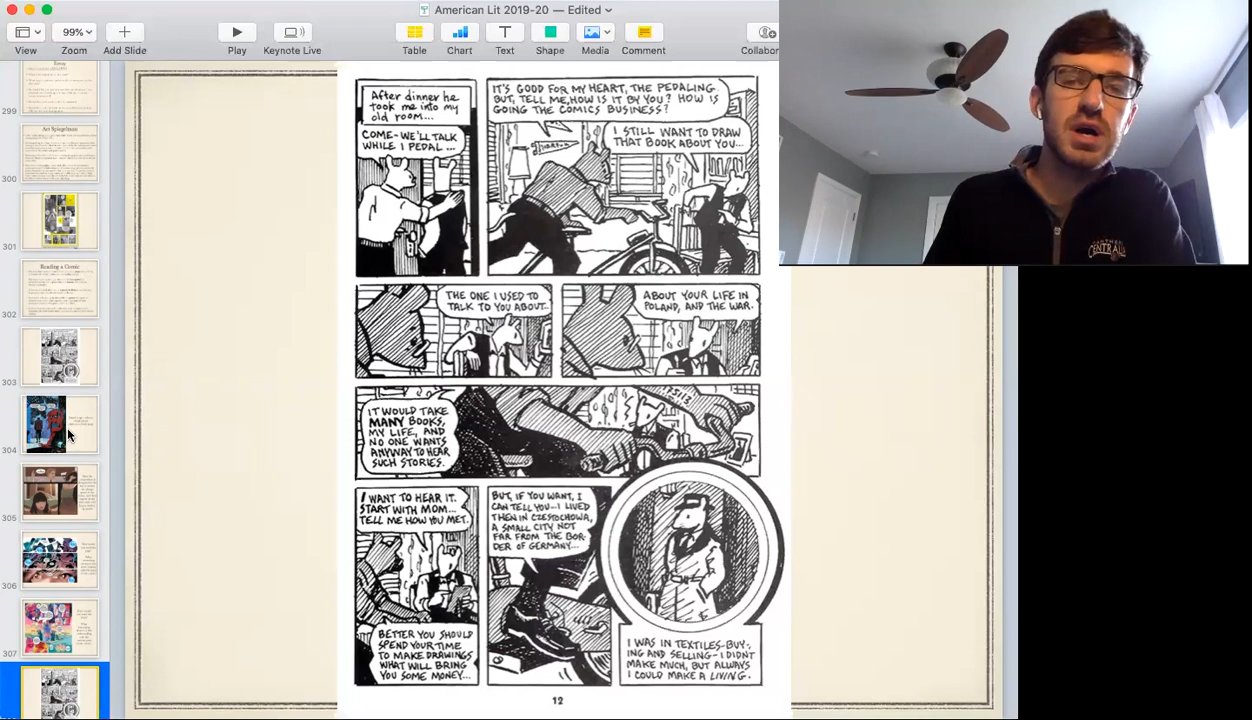 American Lit 2019-20 — Edited
99%
View
Zoom
Add Slide
Play
Keynote Live
Table
Chart
Text
Shape
Media
Comment
Collabor
299
Art Spiegelman
300
301
Reading a Comic
302
303
304
305
306
307
After dinner he
took me into my
old room...
COME-WE'LL TALK
WHILE I PEDAL...
IT'S GOOD FOR MY HEART, THE PEDALING.
BUT, TELL ME, HOW IS IT BY YOU? HOW IS
GOING THE COMICS BUSINESS?
I STILL WANT TO DRAW
THAT BOOK ABOUT YOU...
THE ONE I USED TO
TALK TO YOU ABOUT.
ABOUT YOUR LIFE IN
POLAND, AND THE WAR.
IT WOULD TAKE
MANY BOOKS,
MY LIFE, AND
NO ONE WANTS
ANYWAY TO HEAR
SUCH STORIES.
I WANT TO HEAR IT.
START WITH MOM...
TELL ME HOW YOU MET.
BETTER YOU SHOULD
SPEND YOUR TIME
TO MAKE DRAWINGS
WHAT WILL BRING
YOU SOME MONEY...
BUT, IF YOU WANT, I
CAN TELL YOU...I LIVED
THEN IN CZESTOCHOWA,
A SMALL CITY NOT
FAR FROM THE BOR-
DER OF GERMANY...
I WAS IN TEXTILES-BUY-
ING AND SELLING-I DIDN'T
MAKE MUCH, BUT ALWAYS
I COULD MAKE A LIVING.
12
CENTRAL